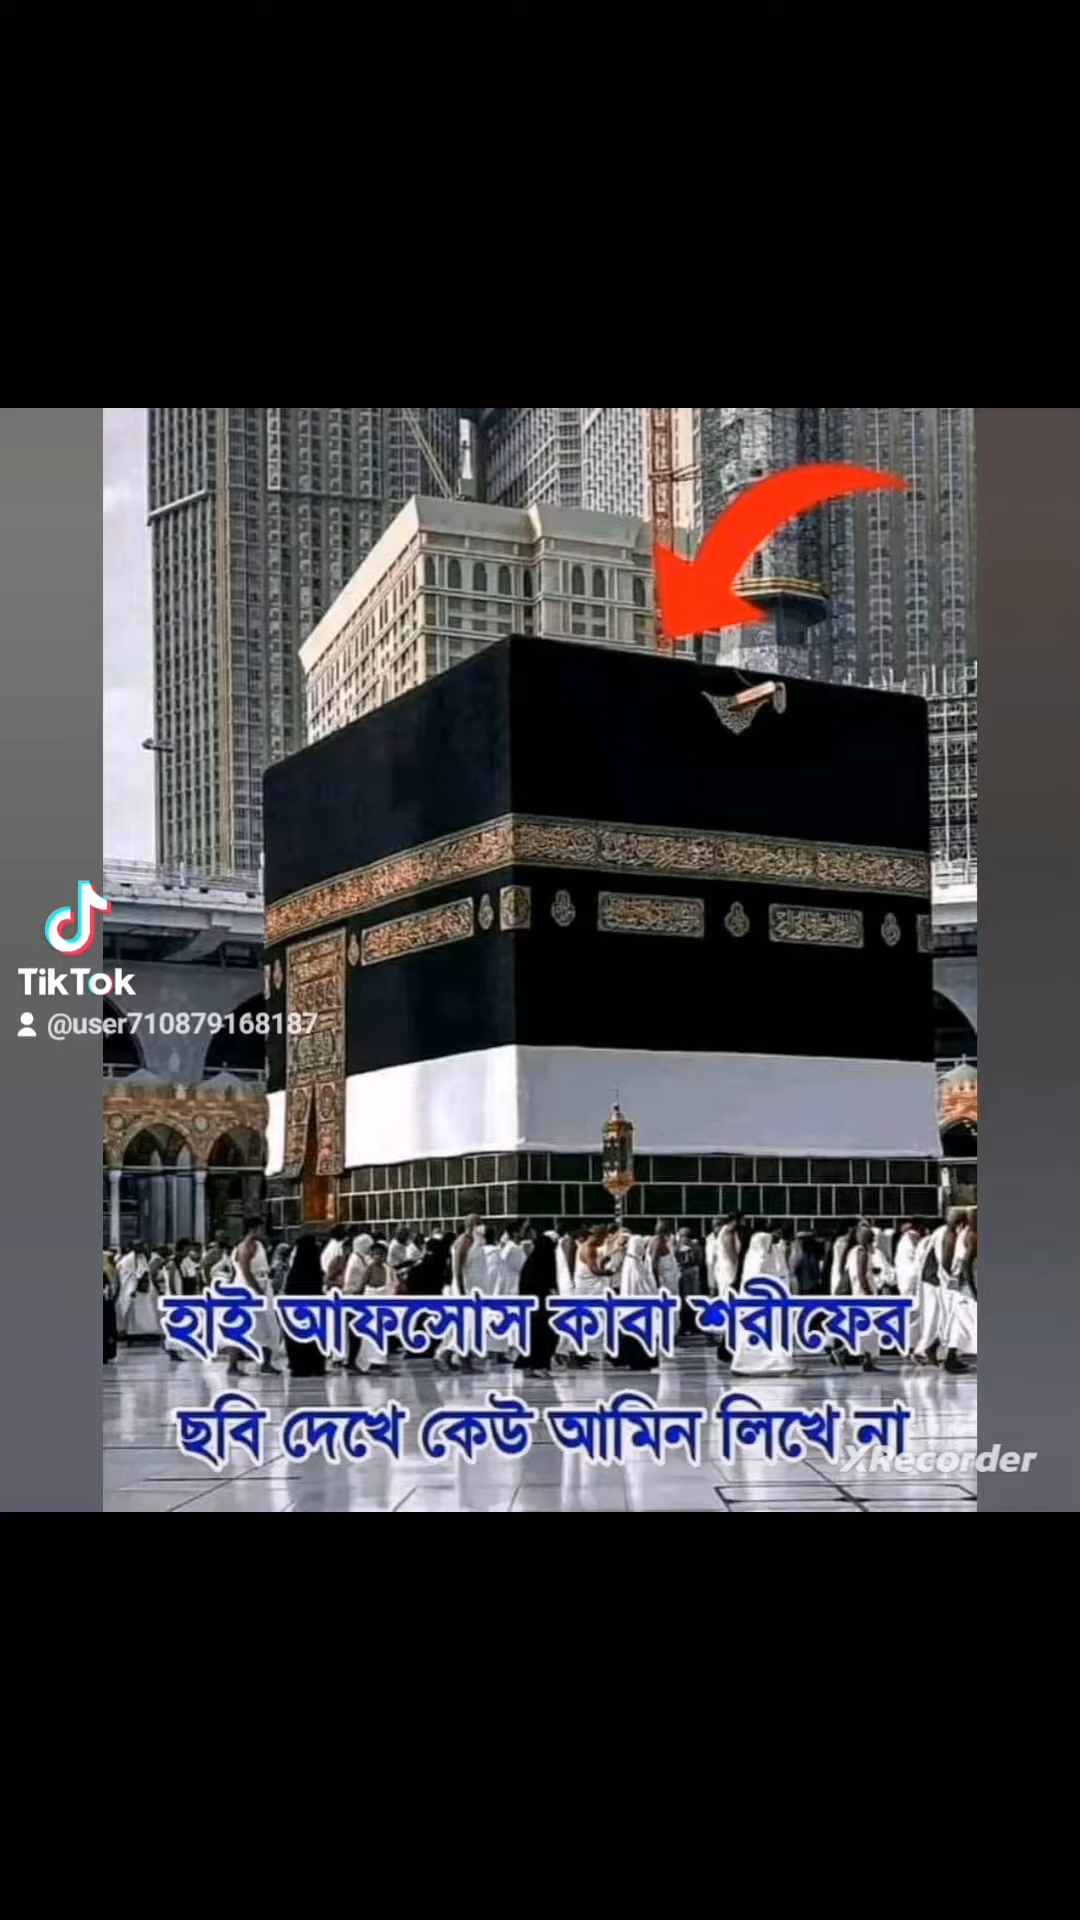 TikTok
@user710879168187
হাই আফসোস কাবা শরীফের
ছবি দেখে কেউ আমিন লিখে না
XRecorder